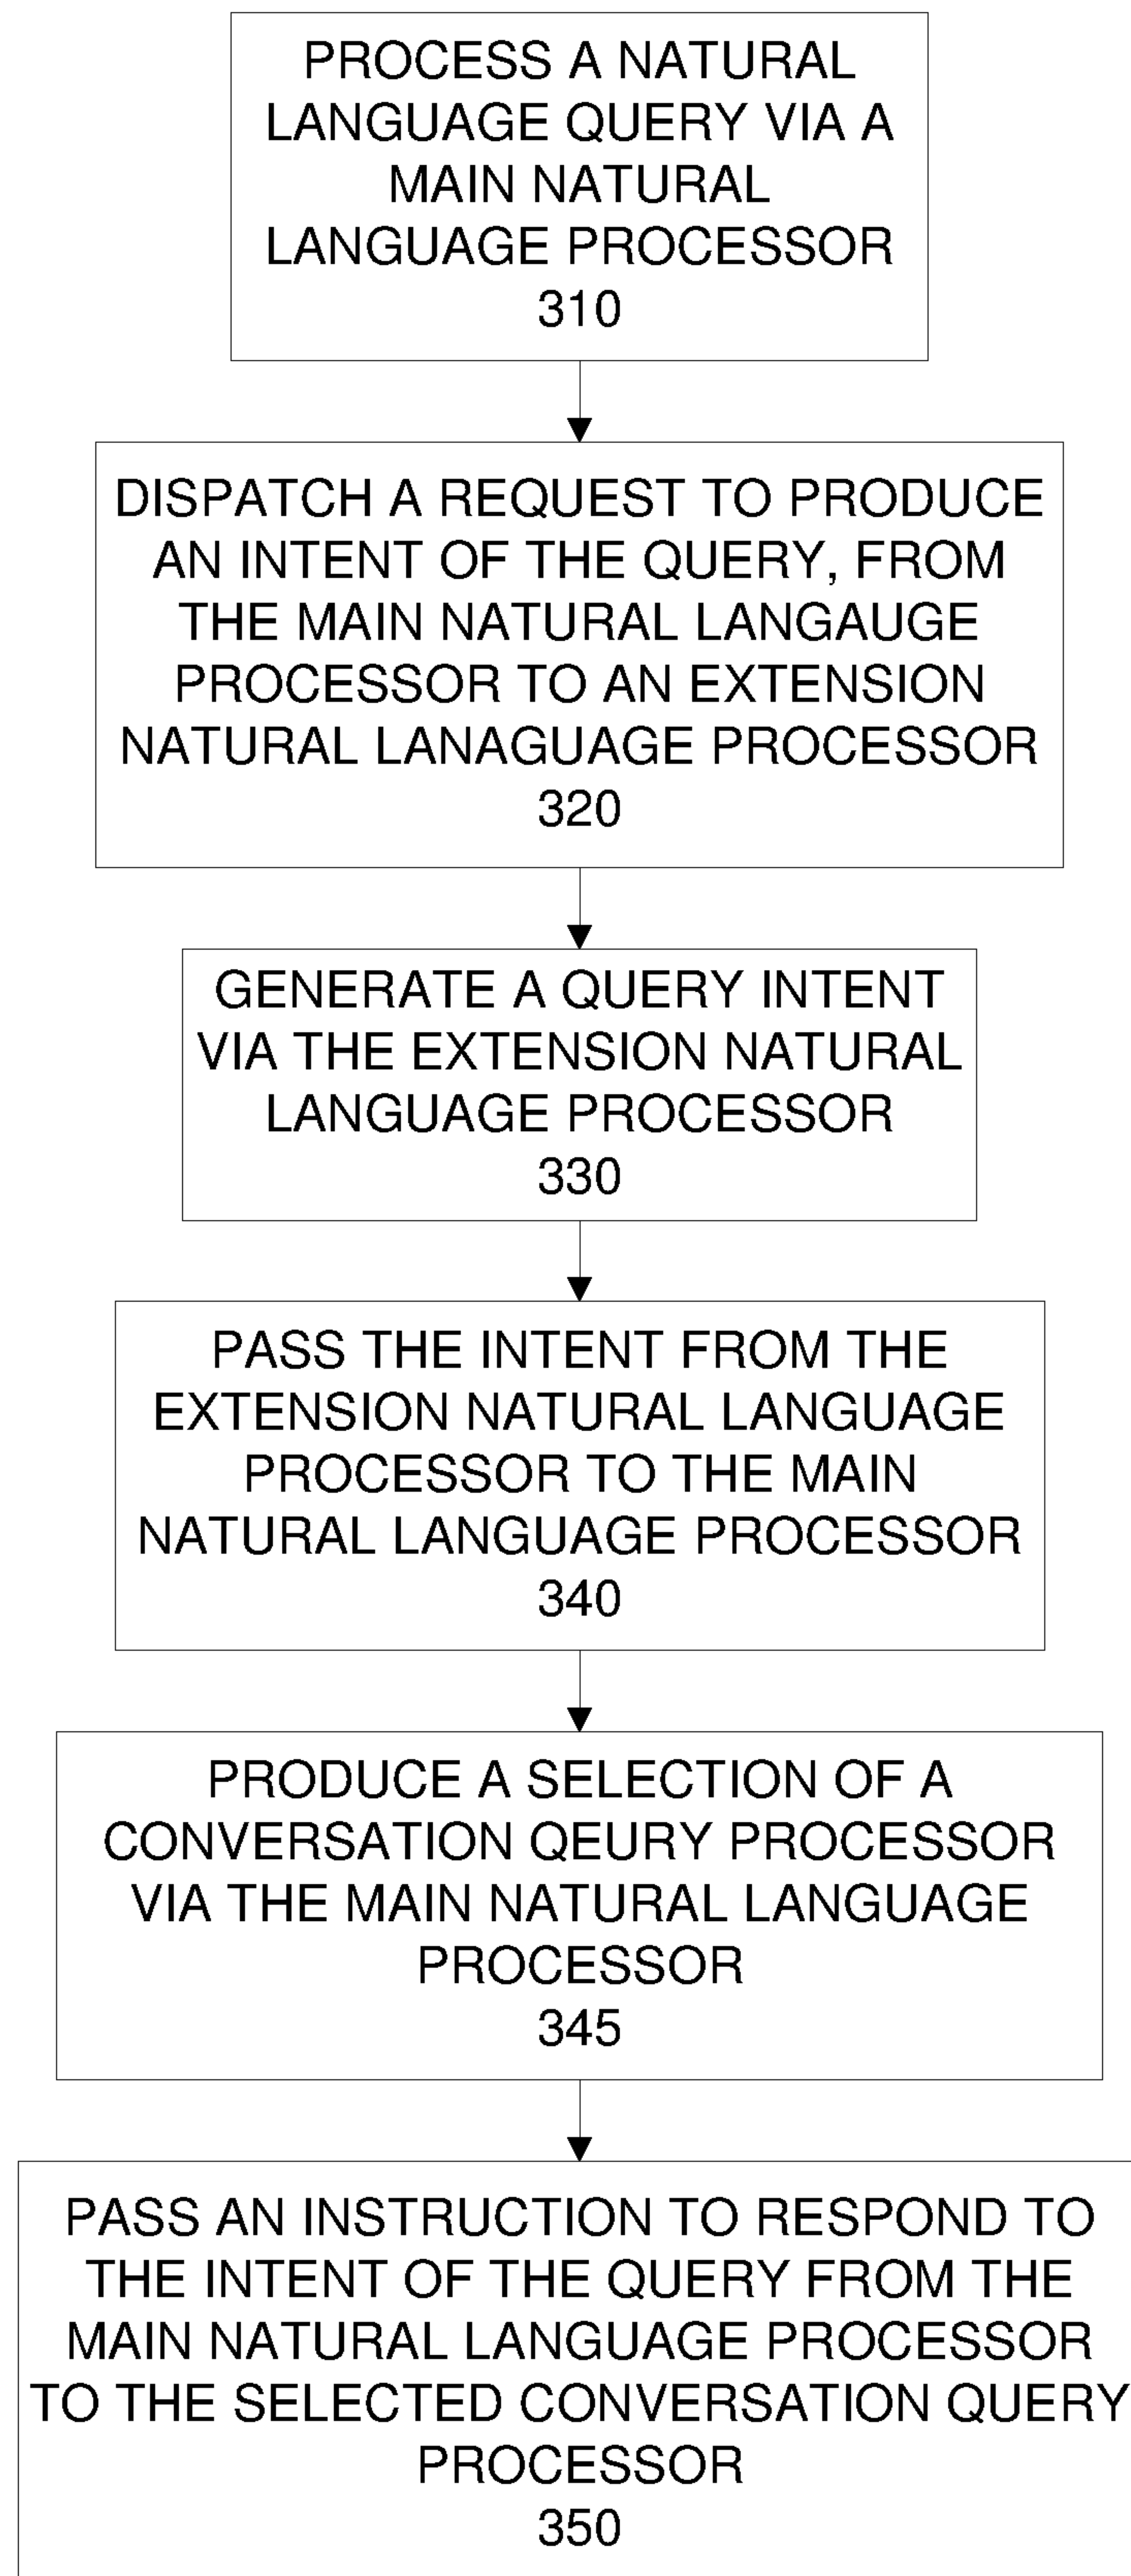 PROCESS A NATURAL
LANGUAGE QUERY VIA A
MAIN NATURAL
LANGUAGE PROCESSOR
310
DISPATCH A REQUEST TO PRODUCE
AN INTENT OF THE QUERY, FROM
THE MAIN NATURAL LANGAUGE
PROCESSOR TO AN EXTENSION
NATURAL LANAGUAGE PROCESSOR
320
GENERATE A QUERY INTENT
VIA THE EXTENSION NATURAL
LANGUAGE PROCESSOR
330
PASS THE INTENT FROM THE
EXTENSION NATURAL LANGUAGE
PROCESSOR TO THE MAIN
NATURAL LANGUAGE PROCESSOR
340
PRODUCE A SELECTION OF A
CONVERSATION QEURY PROCESSOR
VIA THE MAIN NATURAL LANGUAGE
PROCESSOR
345
PASS AN INSTRUCTION TO RESPOND TO
THE INTENT OF THE QUERY FROM THE
MAIN NATURAL LANGUAGE PROCESSOR
TO THE SELECTED CONVERSATION QUERY
PROCESSOR
350